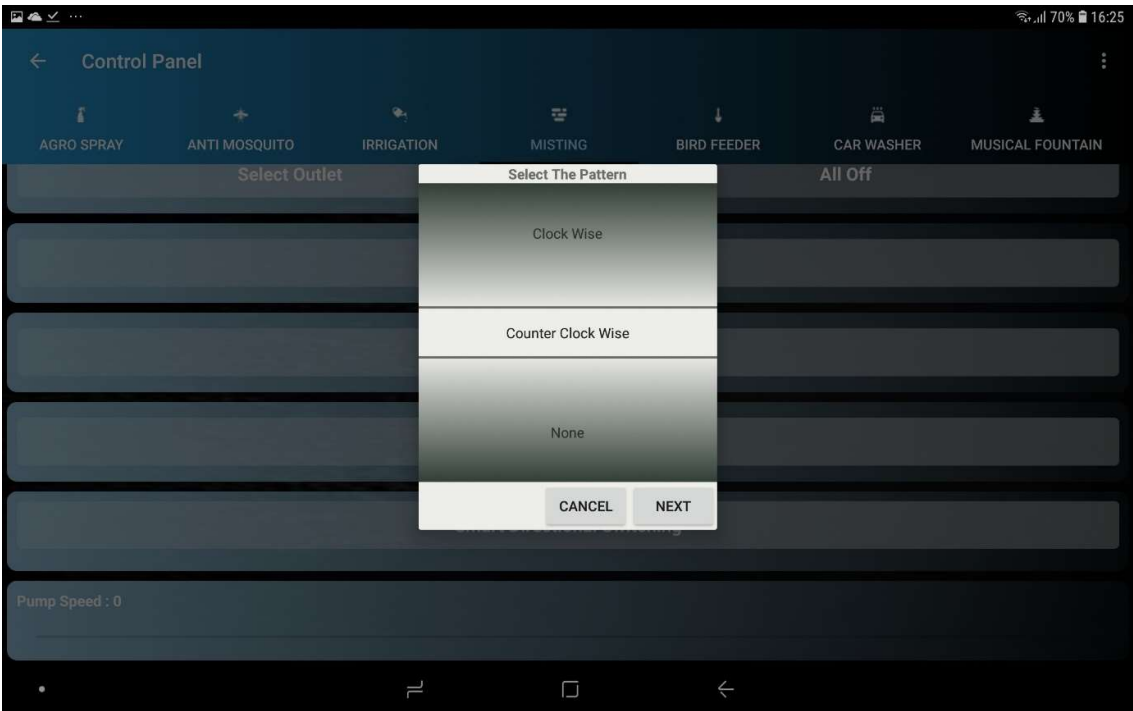 70% 16:25
Control Panel
AGRO SPRAY ANTI MOSQUITO IRRIGATION MISTING BIRD FEEDER CAR WASHER MUSICAL FOUNTAIN
Select Outlet Select The Pattern All Off
Clock Wise
Counter Clock Wise
None
CANCEL NEXT
Pump Speed : 0